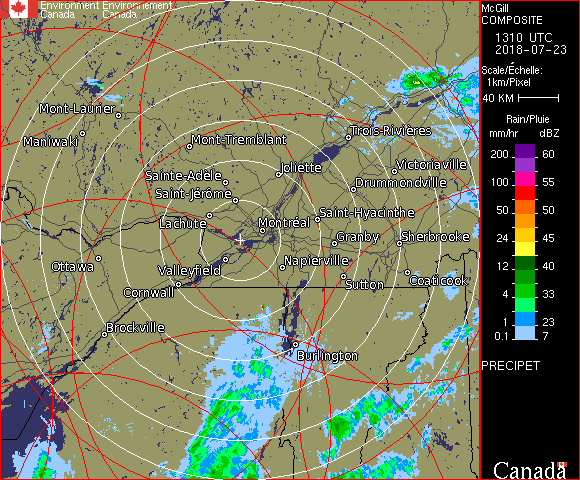 Environment Environnement
Canada Canada
McGill
COMPOSITE
1310 UTC
2018-07-23
Scale/Échelle:
1km/Pixel
40 KM
Rain/Pluie
mm/hr dBZ
200 60
100 55
50 50
24 45
12 40
4 33
1 23
0.1 7
PRECIPET
Canada
Mont-Laurier
Maniwaki
Mont-Tremblant
Trois-Rivières
Joliette
Victoriaville
Sainte-Adèle
Drummondville
Saint-Jérôme
Saint-Hyacinthe
Lachute
Montréal
Granby
Sherbrooke
Ottawa
Valleyfield
Napierville
Coaticook
Cornwall
Sutton
Brockville
Burlington